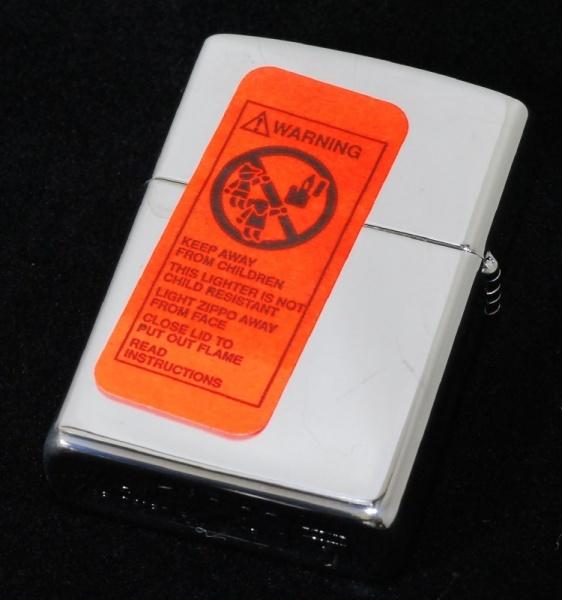 WARNING
KEEP AWAY
FROM CHILDREN
THIS LIGHTER IS NOT
CHILD RESISTANT
LIGHT ZIPPO AWAY
FROM FACE
CLOSE LID TO
PUT OUT FLAME
READ
INSTRUCTIONS